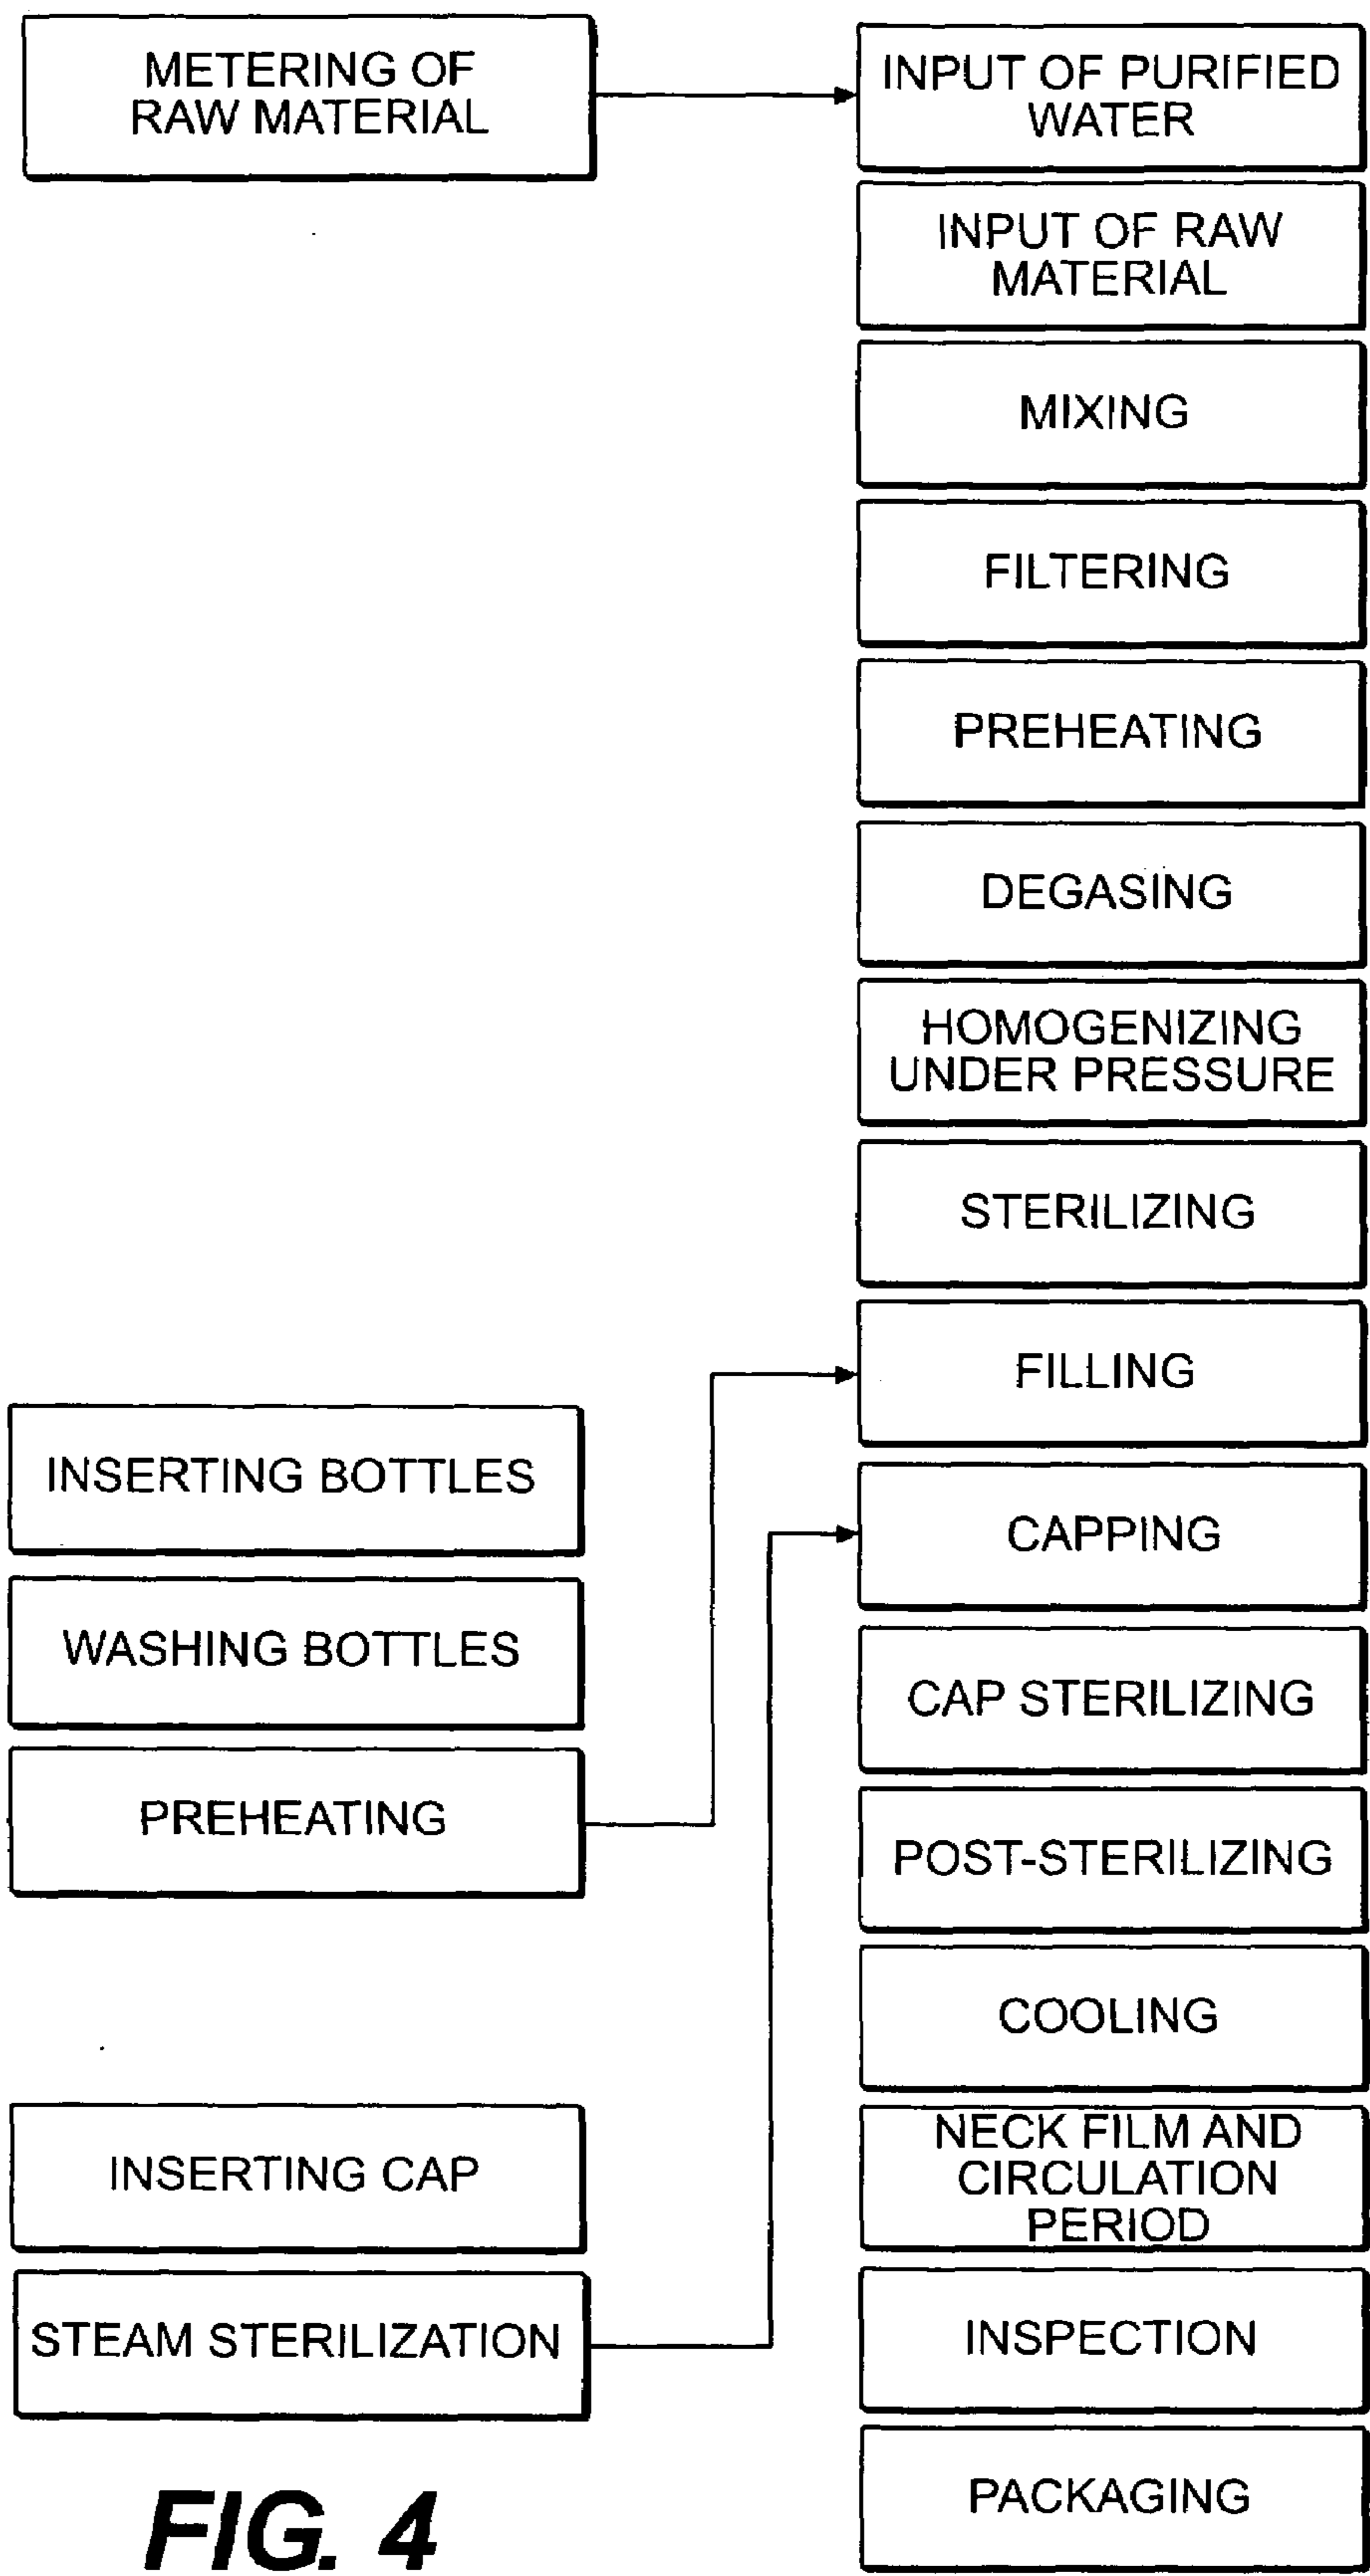 METERING OF
RAW MATERIAL
INPUT OF PURIFIED
WATER
INPUT OF RAW
MATERIAL
MIXING
FILTERING
PREHEATING
DEGASING
HOMOGENIZING
UNDER PRESSURE
STERILIZING
FILLING
CAPPING
CAP STERILIZING
POST-STERILIZING
COOLING
NECK FILM AND
CIRCULATION
PERIOD
INSPECTION
PACKAGING
INSERTING BOTTLES
WASHING BOTTLES
PREHEATING
INSERTING CAP
STEAM STERILIZATION
FIG. 4